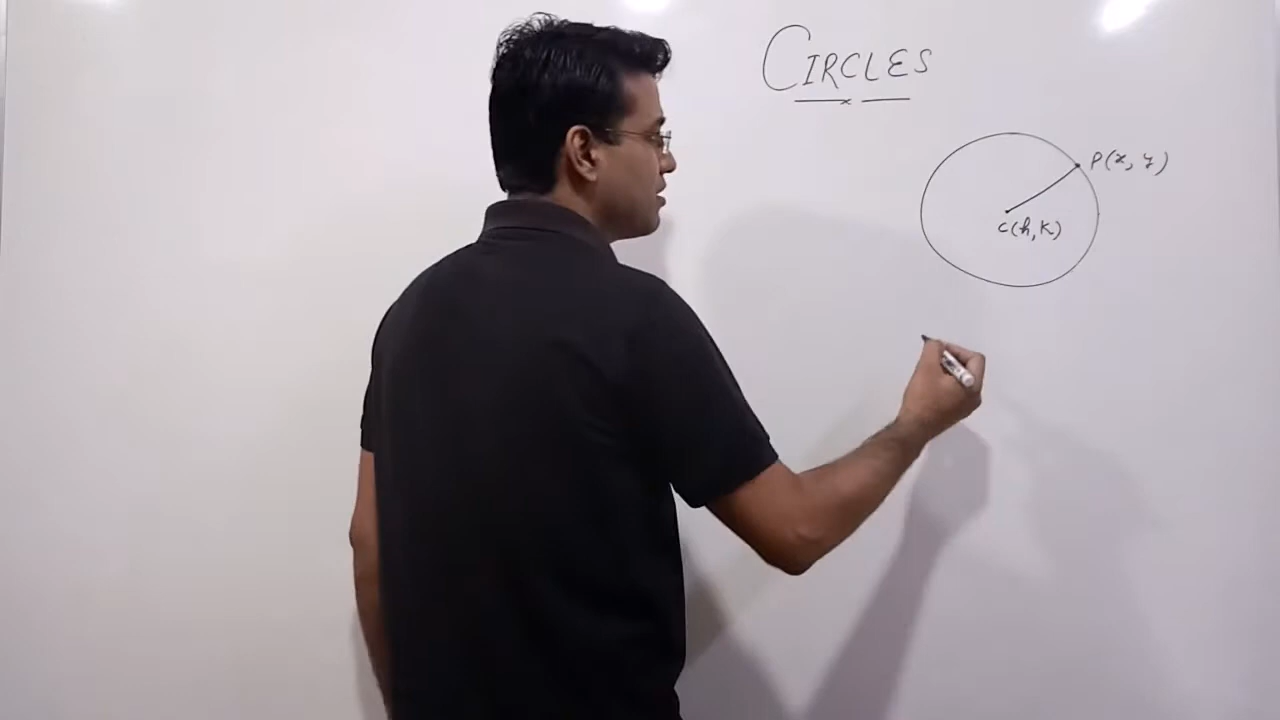 CIRCLES
P(x, y)
C(h, k)